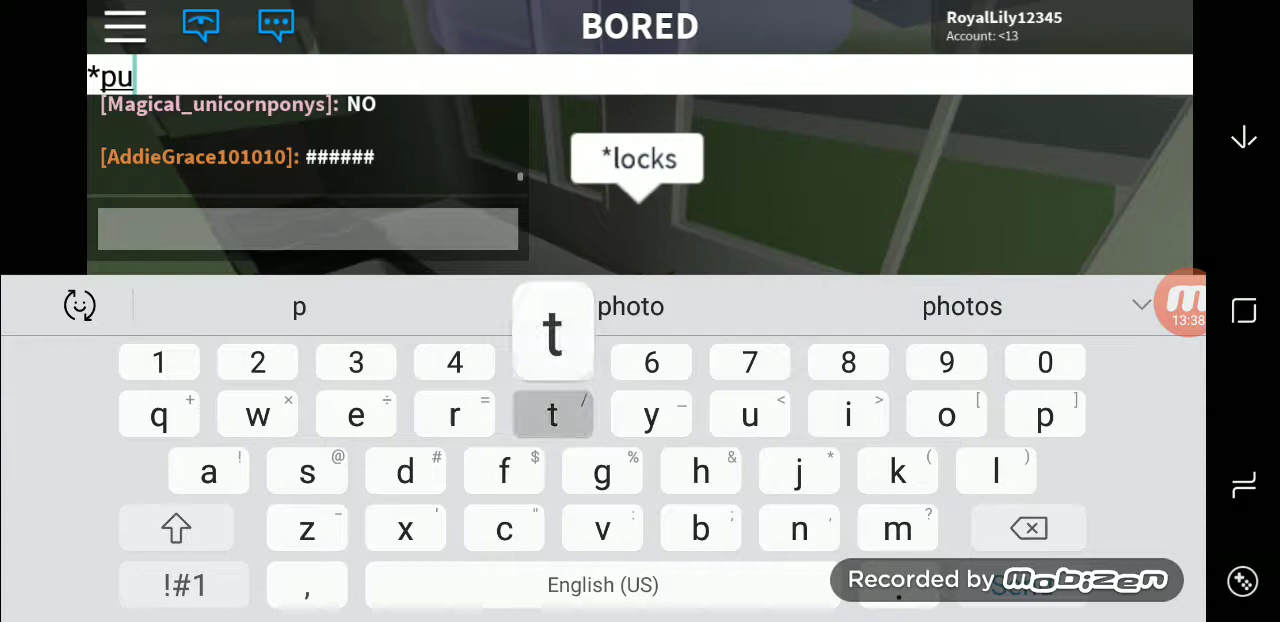 BORED
RoyalLily12345
Account: <13
*pu
[Magical_unicornponys]: NO
[AddieGrace101010]: ######
*locks
p photo photos
13:38
t
1 2 3 4 6 7 8 9 0
q + w × e ÷ r = t / y _ u < i > o [ p ]
a ! s @ d # f $ g % h & j * k ( l )
z - x ' c " v : b ; n , m ?
!#1 , English (US) .
Recorded by mobizen